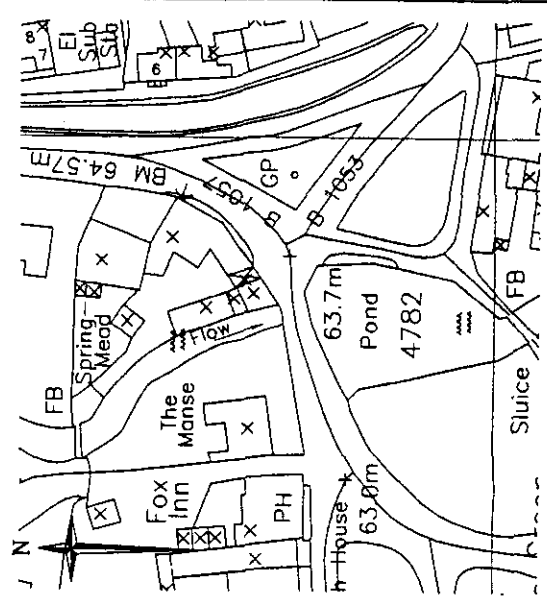 8
7
El
Sub
Sta
6
BM 64.57m
B 1057
GP
B 1053
Spring-
Mead
Flow
FB
The
Manse
63.7m
Pond
4782
FB
Sluice
Fox
Inn
PH
N
h House
63.0m